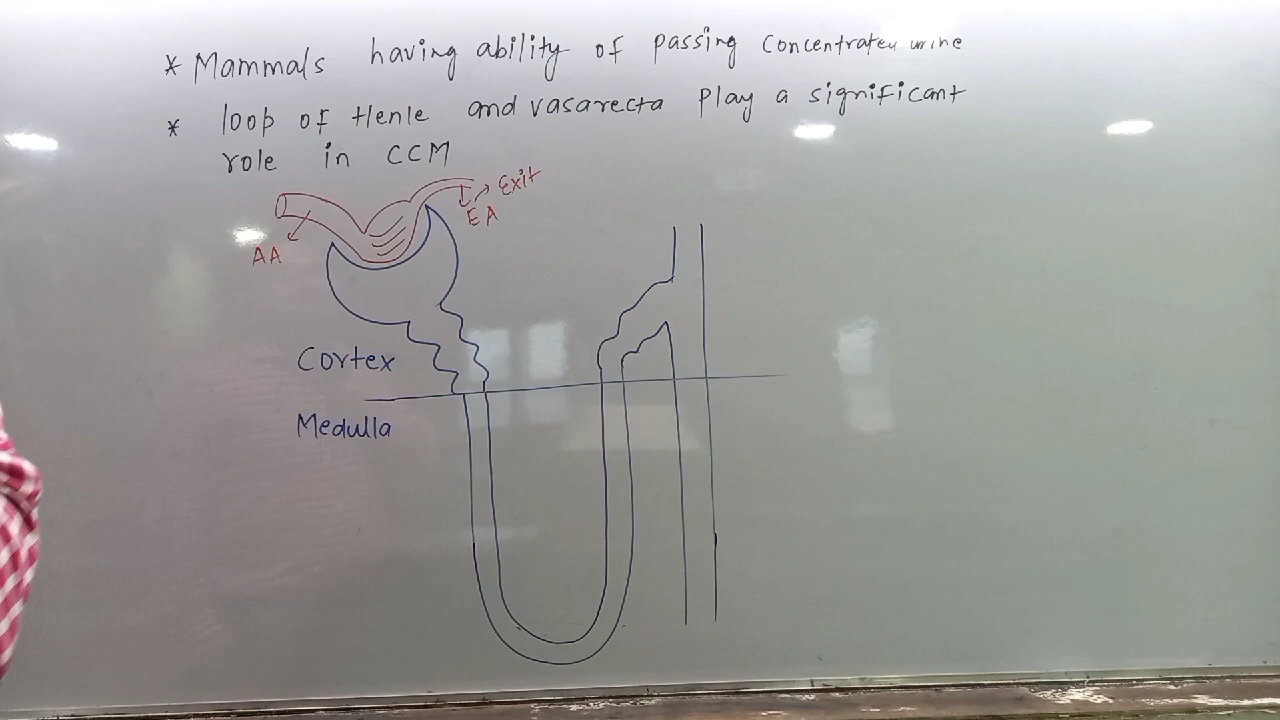 * Mammals having ability of passing concentrated urine
* loop of Henle and vasarecta play a significant
role in CCM
Exit
EA
AA
Cortex
Medulla